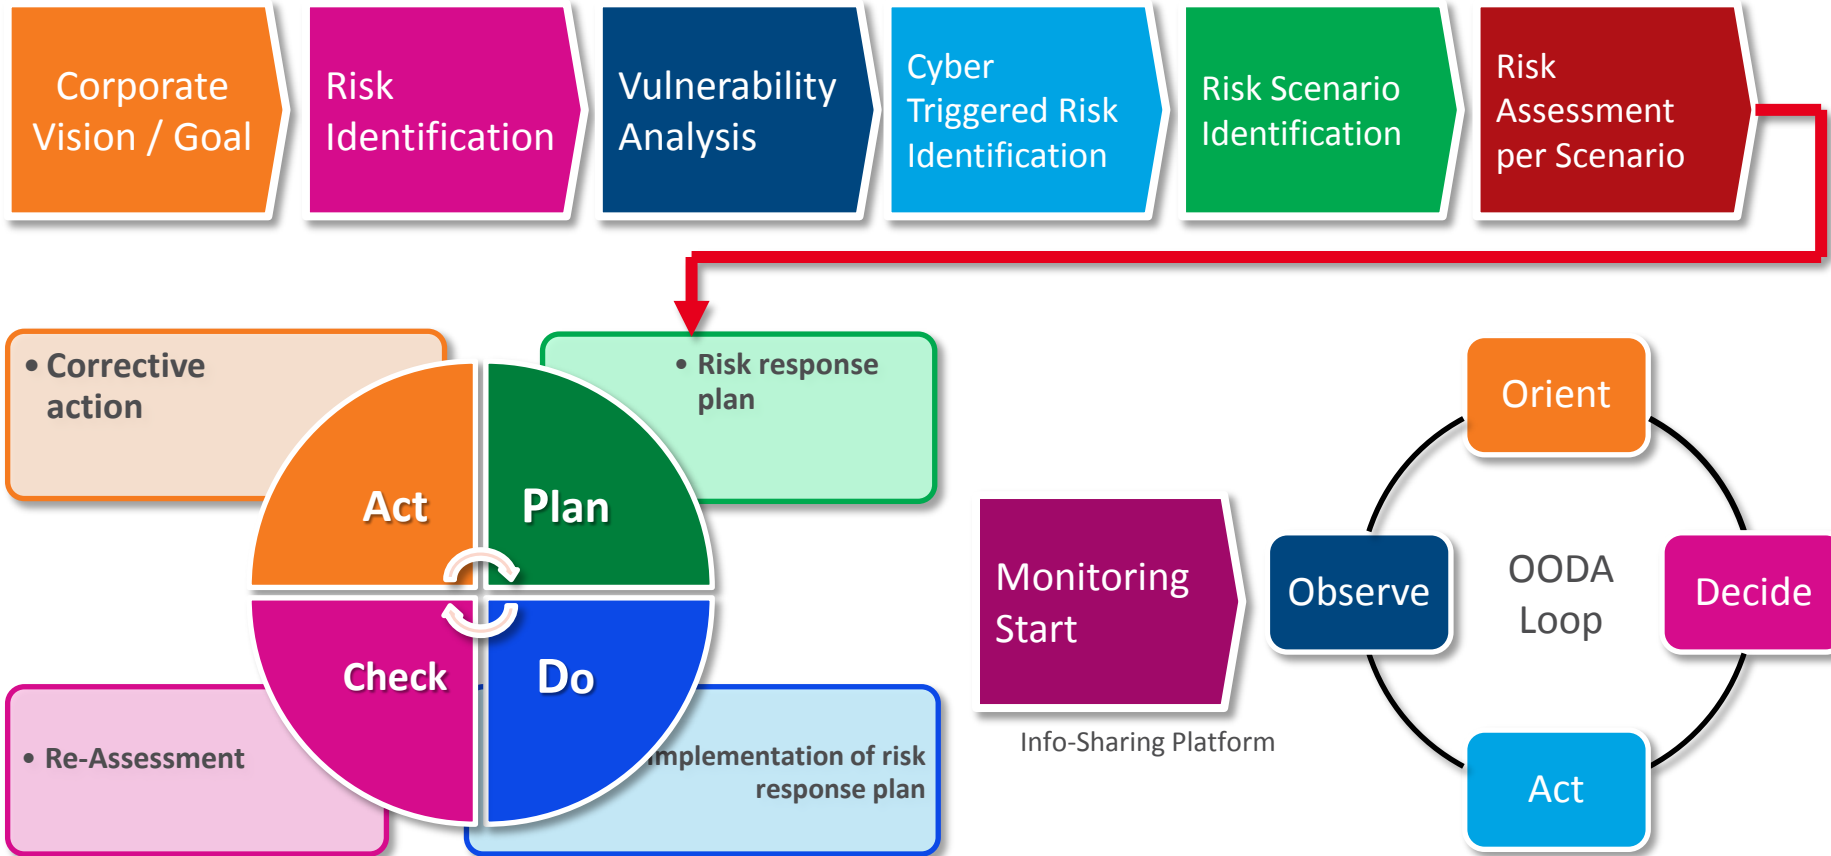 Corporate
Vision / Goal
Risk
Identification
Vulnerability
Analysis
Cyber
Triggered Risk
Identification
Risk Scenario
Identification
Risk
Assessment
per Scenario
• Corrective
action
• Risk response
plan
Act
Plan
Check
Do
• Re-Assessment
Implementation of risk
response plan
Monitoring
Start
Info-Sharing Platform
Orient
Observe
OODA
Loop
Decide
Act